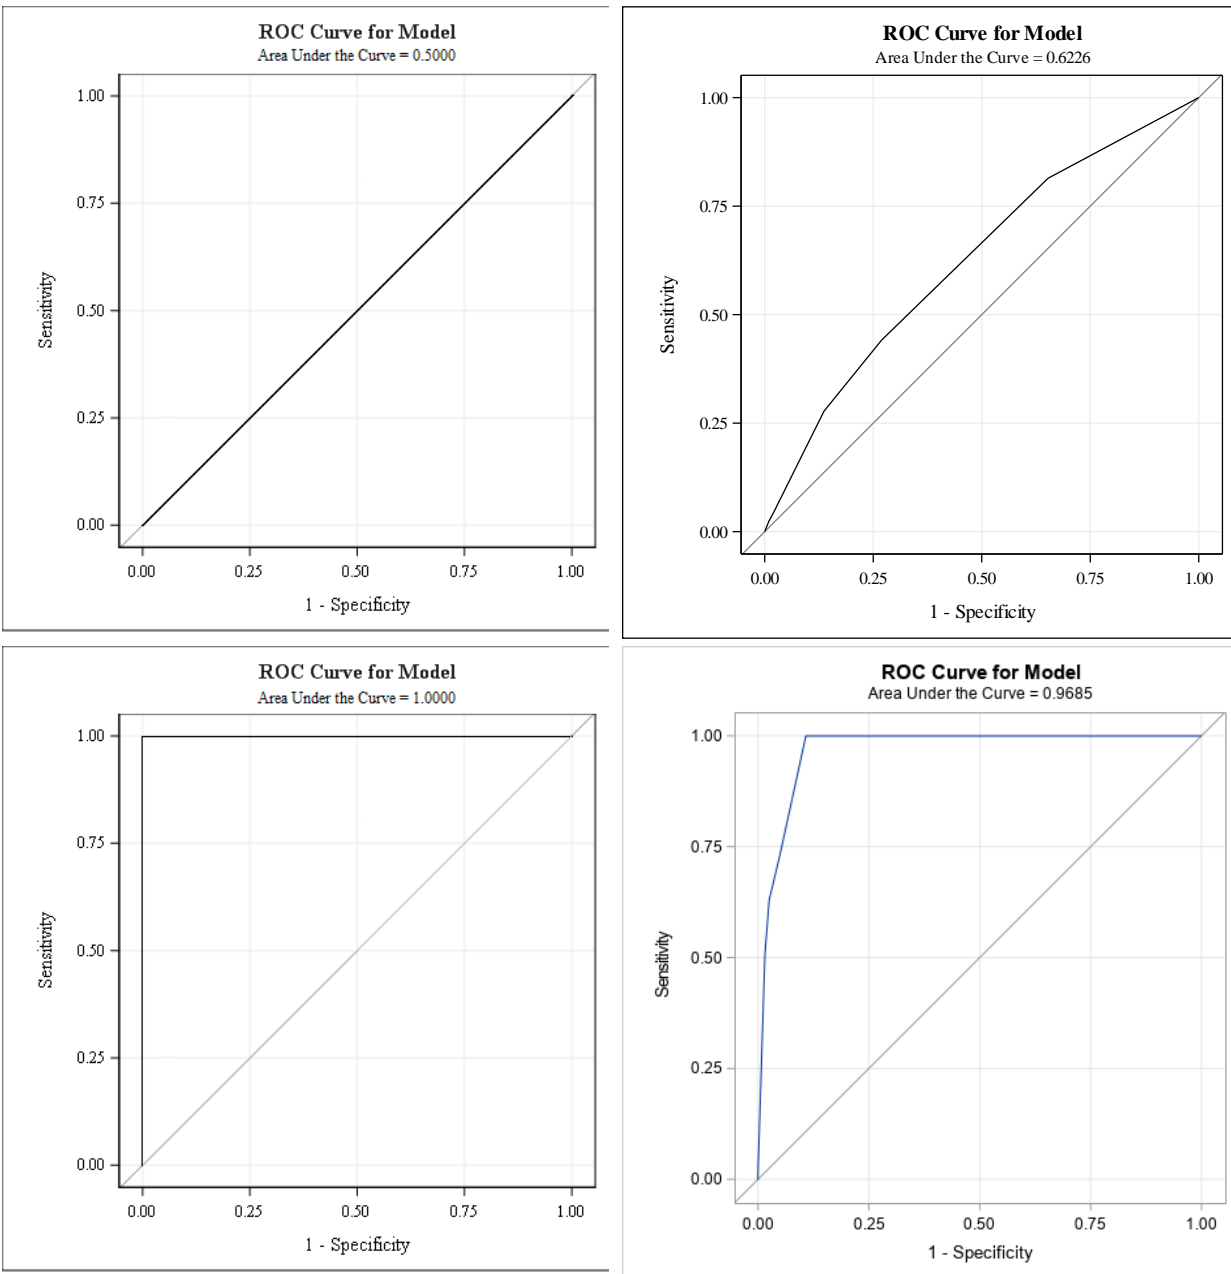 ROC Curve for Model
Area Under the Curve = 0.5000
1.00
0.75
0.50
0.25
0.00
Sensitivity
0.00 0.25 0.50 0.75 1.00
1 - Specificity
ROC Curve for Model
Area Under the Curve = 0.6226
1.00
0.75
0.50
0.25
0.00
Sensitivity
0.00 0.25 0.50 0.75 1.00
1 - Specificity
ROC Curve for Model
Area Under the Curve = 1.0000
1.00
0.75
0.50
0.25
0.00
Sensitivity
0.00 0.25 0.50 0.75 1.00
1 - Specificity
ROC Curve for Model
Area Under the Curve = 0.9685
1.00
0.75
0.50
0.25
0.00
Sensitivity
0.00 0.25 0.50 0.75 1.00
1 - Specificity